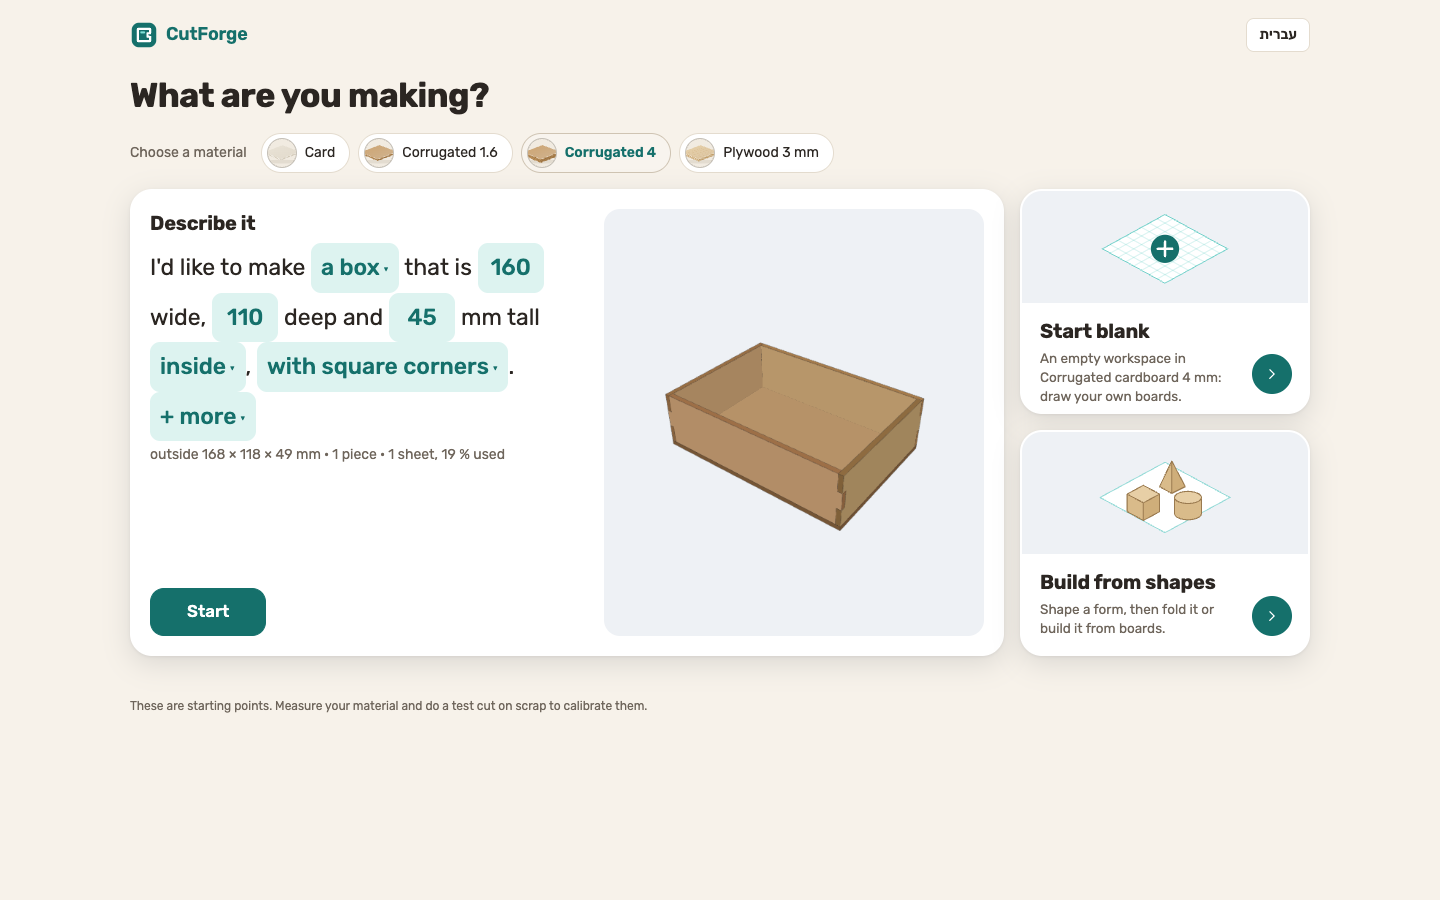 CutForge
עברית
What are you making?
Choose a material
Card
Corrugated 1.6
Corrugated 4
Plywood 3 mm
Describe it
I'd like to make a box that is 160
wide, 110 deep and 45 mm tall
inside , with square corners .
+ more
outside 168 × 118 × 49 mm • 1 piece • 1 sheet, 19 % used
Start
Start blank
An empty workspace in
Corrugated cardboard 4 mm:
draw your own boards.
Build from shapes
Shape a form, then fold it or
build it from boards.
These are starting points. Measure your material and do a test cut on scrap to calibrate them.